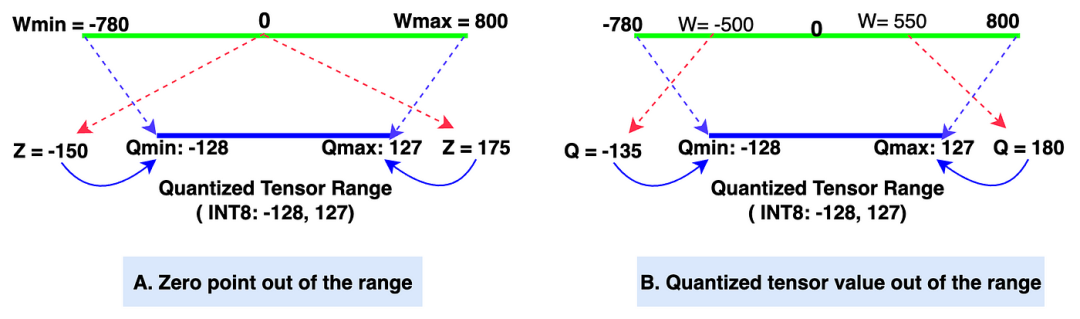 Wmin = -780
0
Wmax = 800
Z = -150
Qmin: -128
Qmax: 127
Z = 175
Quantized Tensor Range
( INT8: -128, 127)
A. Zero point out of the range
-780
W= -500
0
W= 550
800
Q = -135
Qmin: -128
Qmax: 127
Q = 180
Quantized Tensor Range
( INT8: -128, 127)
B. Quantized tensor value out of the range